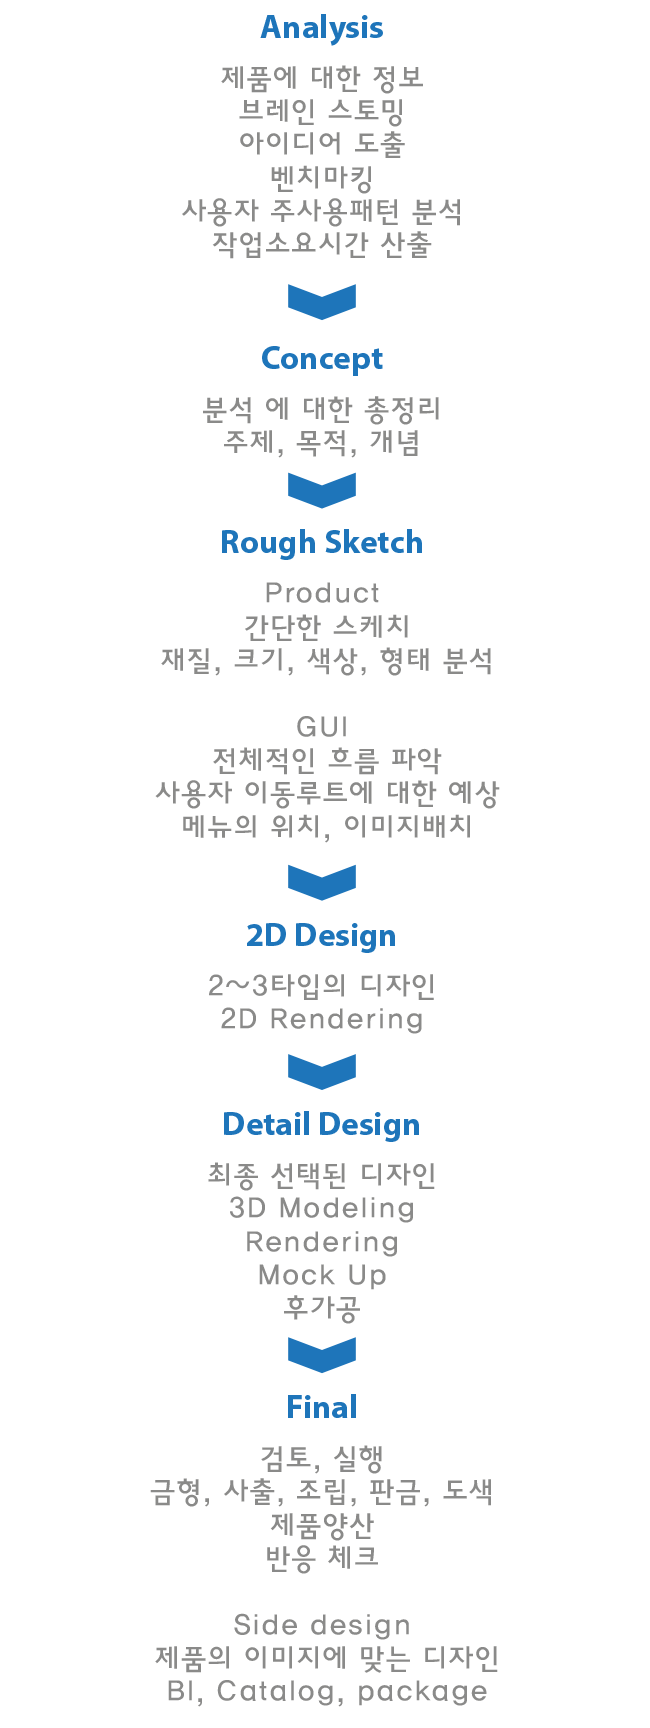 Analysis
제품에 대한 정보
브레인 스토밍
아이디어 도출
벤치마킹
사용자 주사용패턴 분석
작업소요시간 산출
Concept
분석 에 대한 총정리
주제, 목적, 개념
Rough Sketch
Product
간단한 스케치
재질, 크기, 색상, 형태 분석
GUI
전체적인 흐름 파악
사용자 이동루트에 대한 예상
메뉴의 위치, 이미지배치
2D Design
2~3타입의 디자인
2D Rendering
Detail Design
최종 선택된 디자인
3D Modeling
Rendering
Mock Up
후가공
Final
검토, 실행
금형, 사출, 조립, 판금, 도색
제품양산
반응 체크
Side design
제품의 이미지에 맞는 디자인
BI, Catalog, package